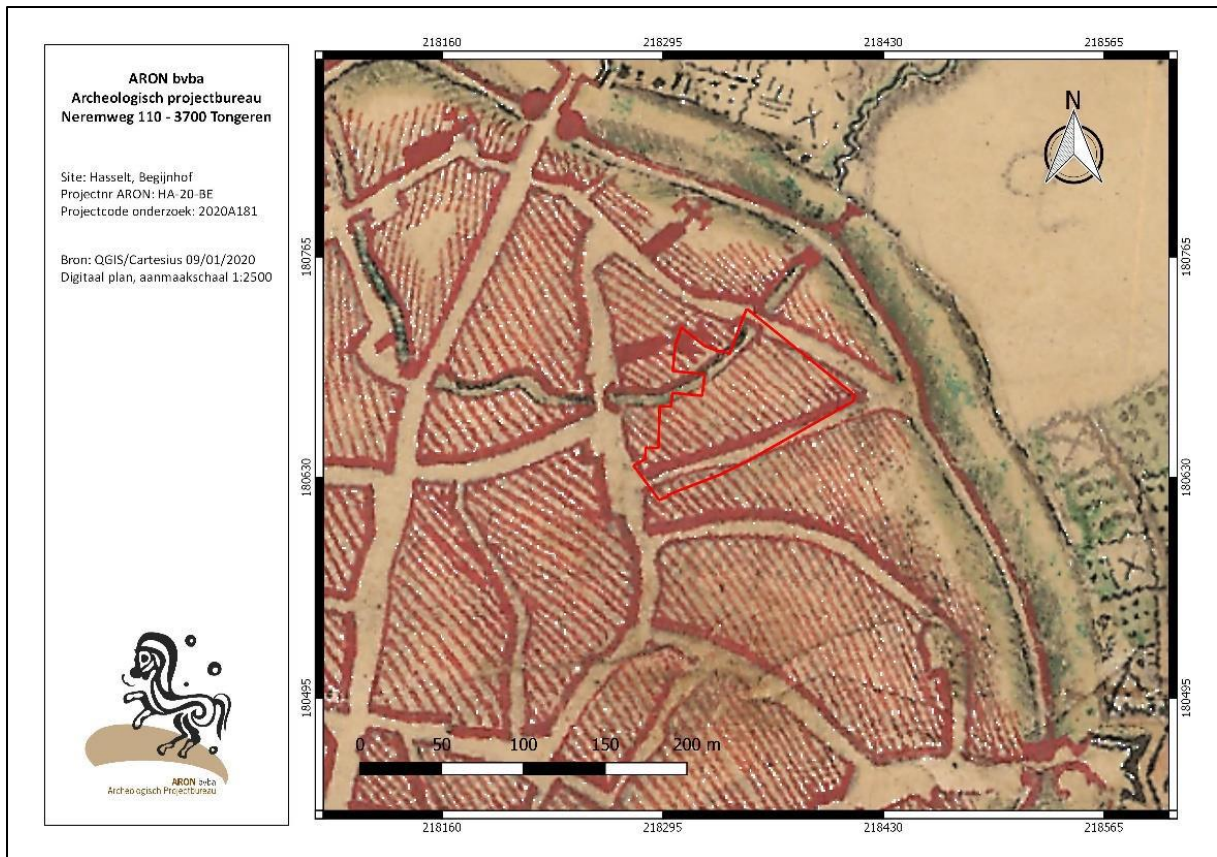 ARON bvba
Archeologisch projectbureau
Neremweg 110 - 3700 Tongeren
Site: Hasselt, Begijnhof
Projectnr ARON: HA-20-BE
Projectcode onderzoek: 2020A181
Bron: QGIS/Cartesius 09/01/2020
Digitaal plan, aanmaakschaal 1:2500
ARON bvba
Archeologisch Projectbureau
218160 218295 218430 218565
180765 180765
180630 180630
180495 180495
N
0 50 100 150 200 m
218160 218295 218430 218565